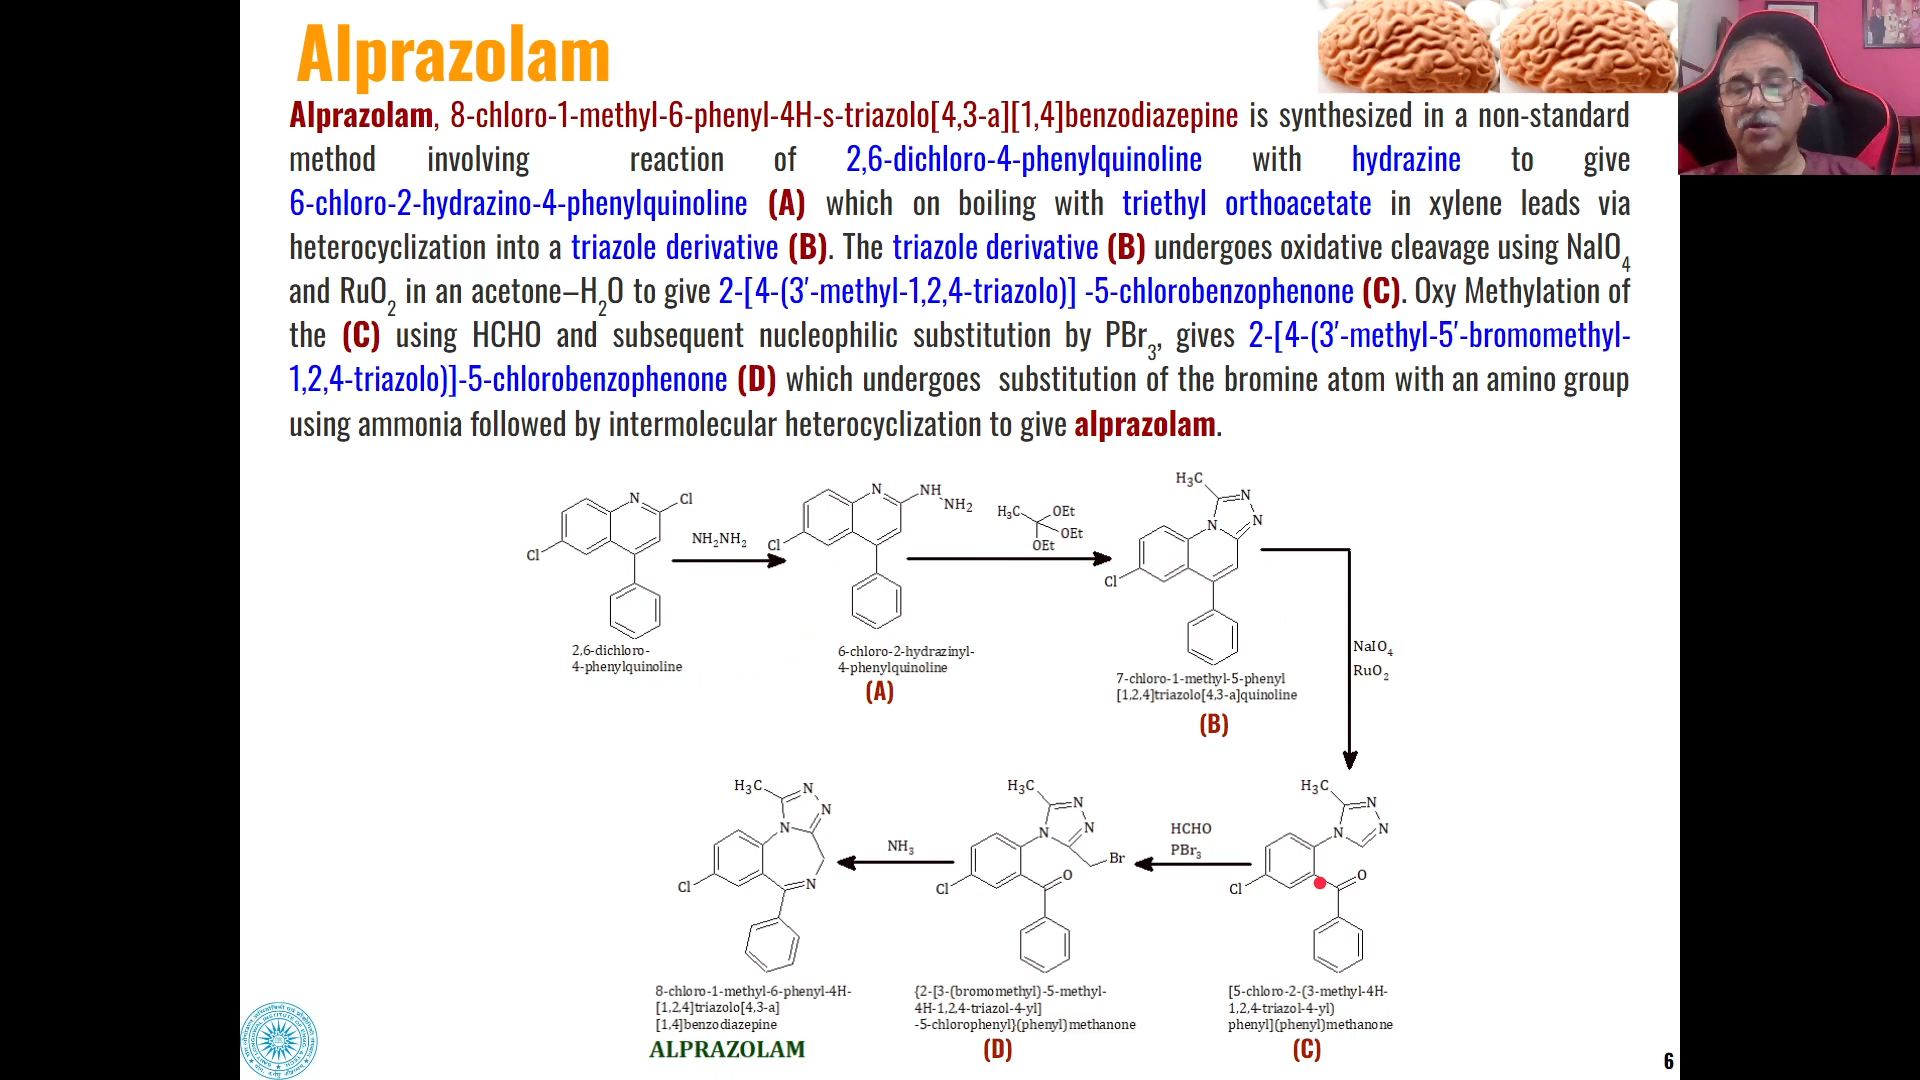 Alprazolam
Alprazolam, 8-chloro-1-methyl-6-phenyl-4H-s-triazolo[4,3-a][1,4]benzodiazepine is synthesized in a non-standard
method involving reaction of 2,6-dichloro-4-phenylquinoline with hydrazine to give
6-chloro-2-hydrazino-4-phenylquinoline (A) which on boiling with triethyl orthoacetate in xylene leads via
heterocyclization into a triazole derivative (B). The triazole derivative (B) undergoes oxidative cleavage using NaIO4
and RuO2 in an acetone–H2O to give 2-[4-(3′-methyl-1,2,4-triazolo)] -5-chlorobenzophenone (C). Oxy Methylation of
the (C) using HCHO and subsequent nucleophilic substitution by PBr3, gives 2-[4-(3′-methyl-5′-bromomethyl-
1,2,4-triazolo)]-5-chlorobenzophenone (D) which undergoes substitution of the bromine atom with an amino group
using ammonia followed by intermolecular heterocyclization to give alprazolam.
N Cl
Cl
NH2NH2
N NH
NH2
Cl
H3C OEt
OEt
OEt
H3C
N
N
N
Cl
2,6-dichloro-
4-phenylquinoline
6-chloro-2-hydrazinyl-
4-phenylquinoline
(A)
7-chloro-1-methyl-5-phenyl
[1,2,4]triazolo[4,3-a]quinoline
(B)
NaIO4
RuO2
H3C
N
N
N
N
Cl
NH3
H3C
N
N
N
Br
O
Cl
HCHO
PBr3
H3C
N
N
N
O
Cl
8-chloro-1-methyl-6-phenyl-4H-
[1,2,4]triazolo[4,3-a]
[1,4]benzodiazepine
ALPRAZOLAM
{2-[3-(bromomethyl)-5-methyl-
4H-1,2,4-triazol-4-yl]
-5-chlorophenyl}(phenyl)methanone
(D)
[5-chloro-2-(3-methyl-4H-
1,2,4-triazol-4-yl)
phenyl](phenyl)methanone
(C)
6